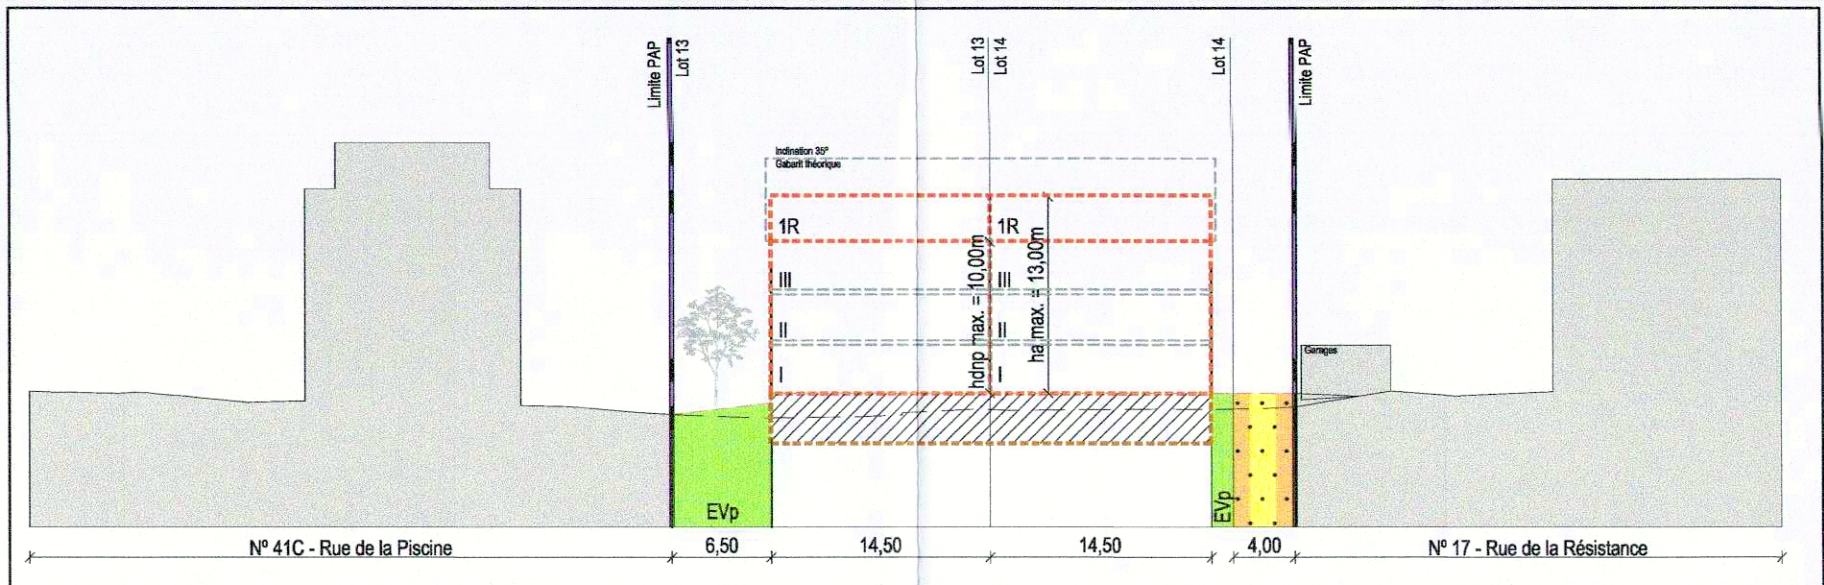 Limite PAP
Lot 13
Lot 13
Lot 14
Lot 14
Limite PAP
Inclination 35°
Gabarit théorique
1R
1R
III
III
II
II
I
I
hdnp max. = 10,00m
ha max. = 13,00m
Garages
EVp
EVp
N° 41C - Rue de la Piscine
6,50
14,50
14,50
4,00
N° 17 - Rue de la Résistance